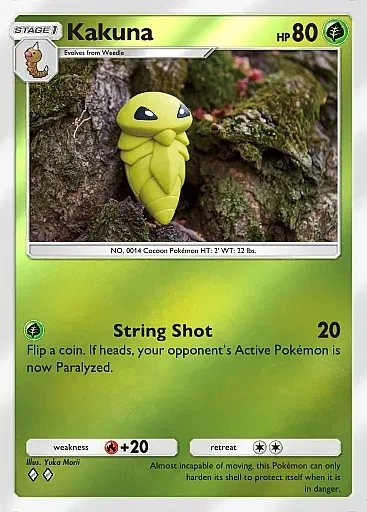 STAGE 1
Kakuna
HP 80
Evolves from Weedle
NO. 0014 Cocoon Pokémon HT: 2' WT: 22 lbs.
String Shot 20
Flip a coin. If heads, your opponent's Active Pokémon is
now Paralyzed.
weakness +20
retreat
Illus. Yuka Morii
Almost incapable of moving, this Pokémon can only
harden its shell to protect itself when it is
in danger.